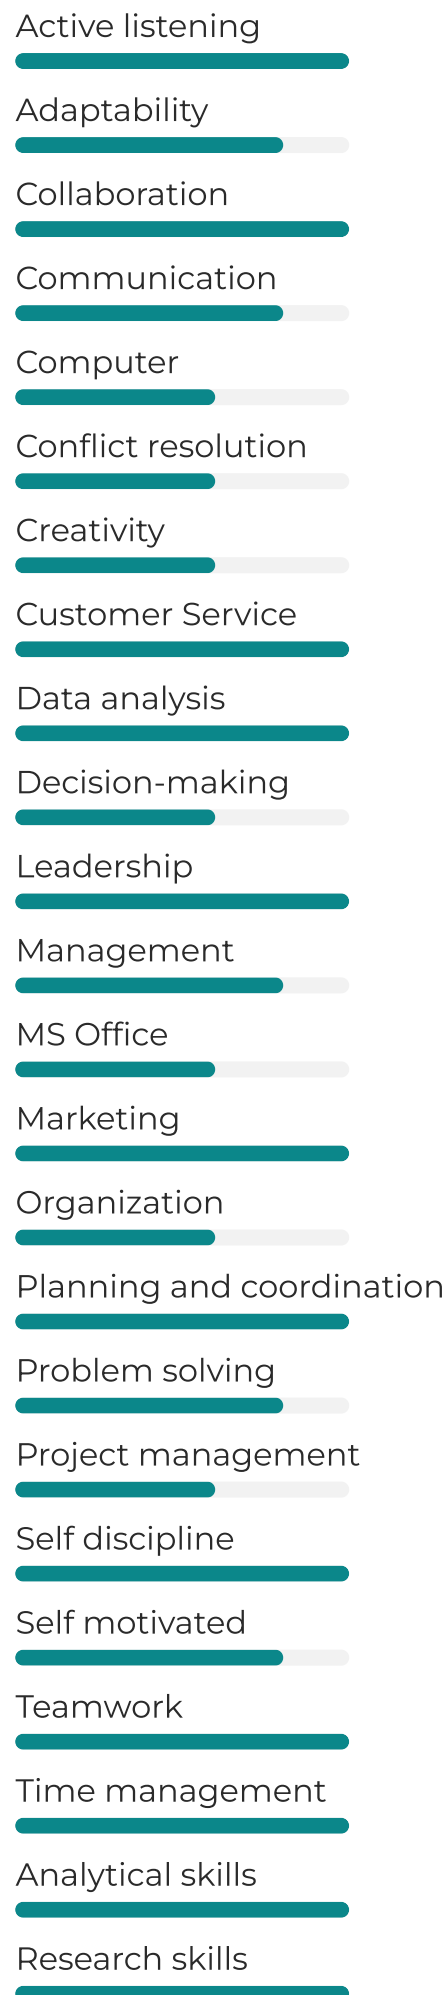 Active listening
Adaptability
Collaboration
Communication
Computer
Conflict resolution
Creativity
Customer Service
Data analysis
Decision-making
Leadership
Management
MS Office
Marketing
Organization
Planning and coordination
Problem solving
Project management
Self discipline
Self motivated
Teamwork
Time management
Analytical skills
Research skills